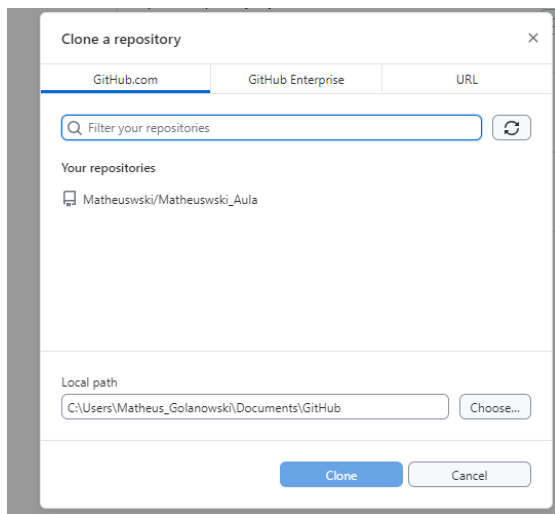 Clone a repository
GitHub.com GitHub Enterprise URL
Filter your repositories
Your repositories
Matheuswski/Matheuswski_Aula
Local path
C:\Users\Matheus_Golanowski\Documents\GitHub Choose...
Clone Cancel